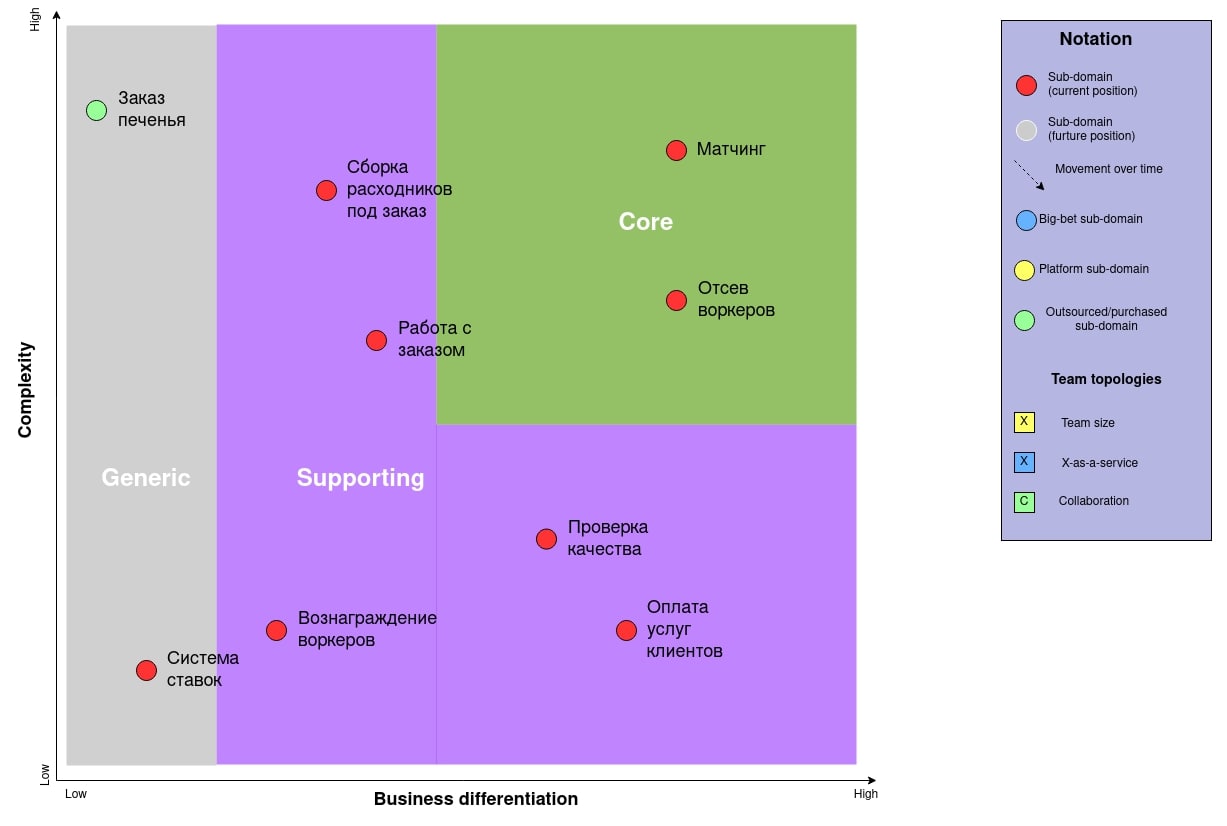 High
Complexity
Low
Low
Business differentiation
High
Generic
Supporting
Core
Заказ
печенья
Сборка
расходников
под заказ
Работа с
заказом
Матчинг
Отсев
воркеров
Проверка
качества
Оплата
услуг
клиентов
Вознаграждение
воркеров
Система
ставок
Notation
Sub-domain
(current position)
Sub-domain
(furture position)
Movement over time
Big-bet sub-domain
Platform sub-domain
Outsourced/purchased
sub-domain
Team topologies
X
Team size
X
X-as-a-service
C
Collaboration